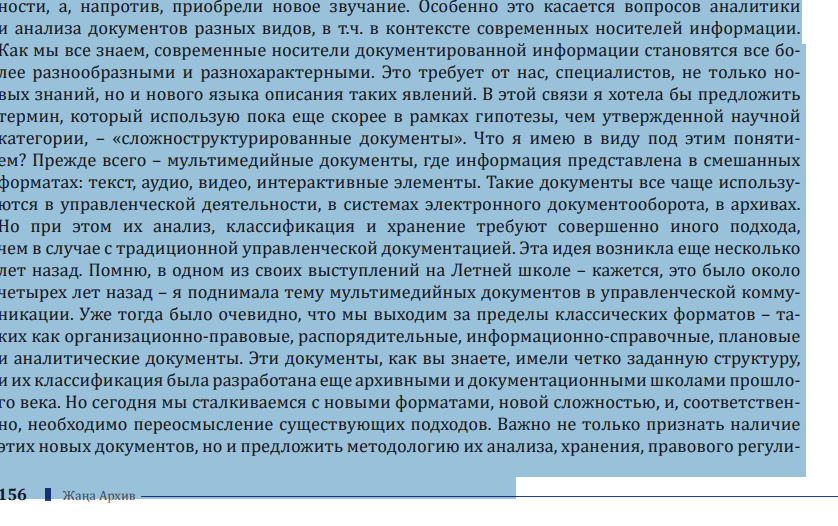 ности, а, напротив, приобрели новое звучание. Особенно это касается вопросов аналитики
и анализа документов разных видов, в т.ч. в контексте современных носителей информации.
Как мы все знаем, современные носители документированной информации становятся все бо-
лее разнообразными и разнохарактерными. Это требует от нас, специалистов, не только но-
вых знаний, но и нового языка описания таких явлений. В этой связи я хотела бы предложить
термин, который использую пока еще скорее в рамках гипотезы, чем утвержденной научной
категории, – «сложноструктурированные документы». Что я имею в виду под этим поняти-
ем? Прежде всего – мультимедийные документы, где информация представлена в смешанных
форматах: текст, аудио, видео, интерактивные элементы. Такие документы все чаще использу-
ются в управленческой деятельности, в системах электронного документооборота, в архивах.
Но при этом их анализ, классификация и хранение требуют совершенно иного подхода,
чем в случае с традиционной управленческой документацией. Эта идея возникла еще несколько
лет назад. Помню, в одном из своих выступлений на Летней школе – кажется, это было около
четырех лет назад – я поднимала тему мультимедийных документов в управленческой комму-
никации. Уже тогда было очевидно, что мы выходим за пределы классических форматов – та-
ких как организационно-правовые, распорядительные, информационно-справочные, плановые
и аналитические документы. Эти документы, как вы знаете, имели четко заданную структуру,
и их классификация была разработана еще архивными и документационными школами прошло-
го века. Но сегодня мы сталкиваемся с новыми форматами, новой сложностью, и, соответствен-
но, необходимо переосмысление существующих подходов. Важно не только признать наличие
этих новых документов, но и предложить методологию их анализа, хранения, правового регули-
156 Жаңа Архив